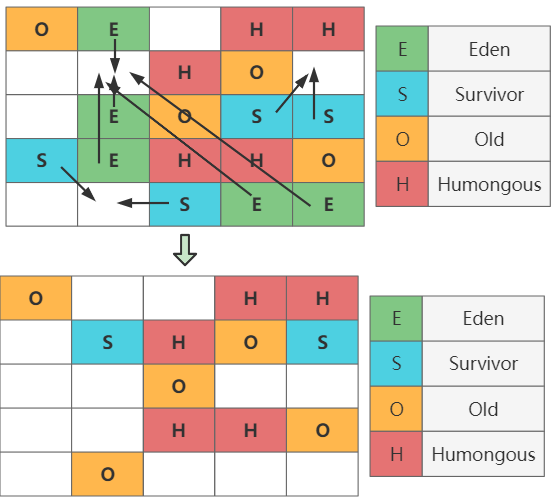 O E H H
H O
E O S S
S E H H O
S E E
E Eden
S Survivor
O Old
H Humongous
O H H
S H O S
O
H H O
O
E Eden
S Survivor
O Old
H Humongous